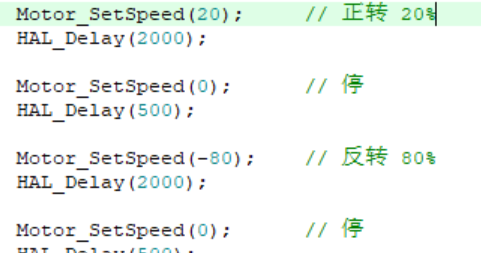 Motor_SetSpeed(20);     // 正转 20%
HAL_Delay(2000);
Motor_SetSpeed(0);      // 停
HAL_Delay(500);
Motor_SetSpeed(-80);    // 反转 80%
HAL_Delay(2000);
Motor_SetSpeed(0);      // 停
HAL_Delay(500);